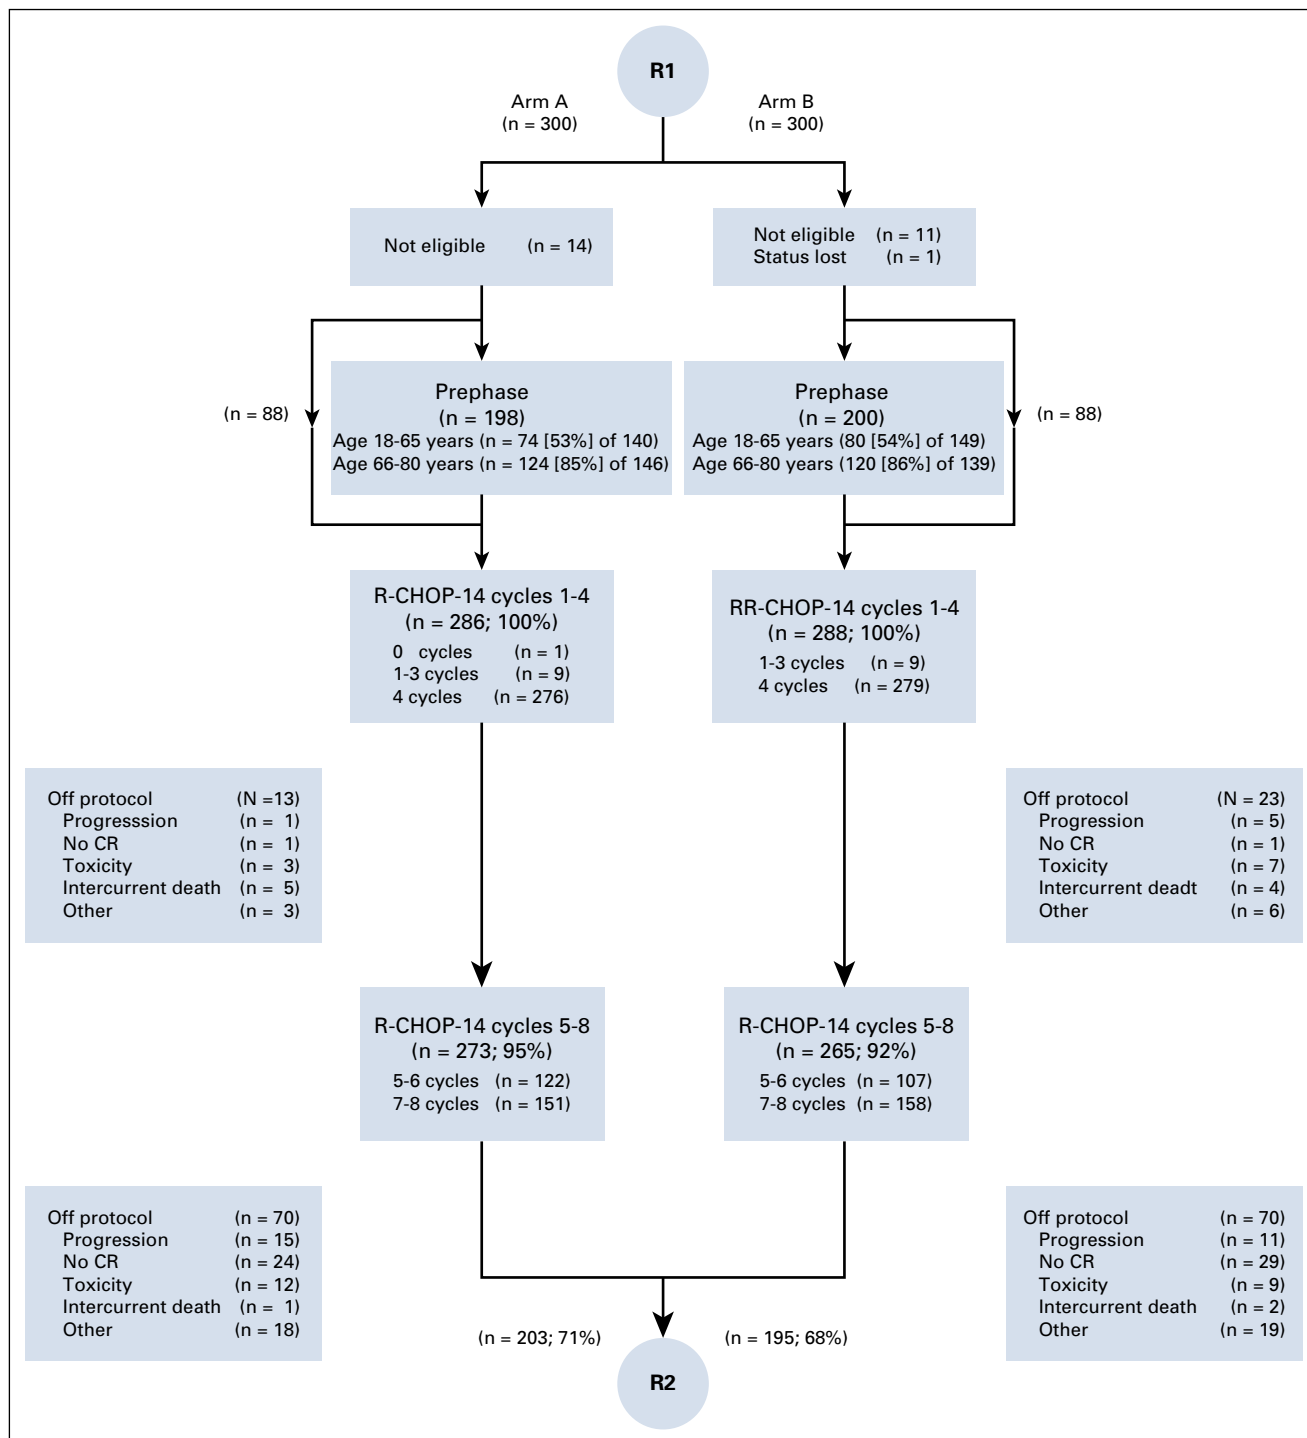 R1
Arm A
(n = 300)
Arm B
(n = 300)
Not eligible (n = 14)
Not eligible (n = 11)
Status lost (n = 1)
(n = 88)
Prephase
(n = 198)
Age 18-65 years (n = 74 [53%] of 140)
Age 66-80 years (n = 124 [85%] of 146)
Prephase
(n = 200)
Age 18-65 years (80 [54%] of 149)
Age 66-80 years (120 [86%] of 139)
(n = 88)
R-CHOP-14 cycles 1-4
(n = 286; 100%)
0 cycles (n = 1)
1-3 cycles (n = 9)
4 cycles (n = 276)
RR-CHOP-14 cycles 1-4
(n = 288; 100%)
1-3 cycles (n = 9)
4 cycles (n = 279)
Off protocol (N =13)
Progresssion (n = 1)
No CR (n = 1)
Toxicity (n = 3)
Intercurrent death (n = 5)
Other (n = 3)
Off protocol (N = 23)
Progression (n = 5)
No CR (n = 1)
Toxicity (n = 7)
Intercurrent deadt (n = 4)
Other (n = 6)
R-CHOP-14 cycles 5-8
(n = 273; 95%)
5-6 cycles (n = 122)
7-8 cycles (n = 151)
R-CHOP-14 cycles 5-8
(n = 265; 92%)
5-6 cycles (n = 107)
7-8 cycles (n = 158)
Off protocol (n = 70)
Progression (n = 15)
No CR (n = 24)
Toxicity (n = 12)
Intercurrent death (n = 1)
Other (n = 18)
Off protocol (n = 70)
Progression (n = 11)
No CR (n = 29)
Toxicity (n = 9)
Intercurrent death (n = 2)
Other (n = 19)
(n = 203; 71%)
(n = 195; 68%)
R2